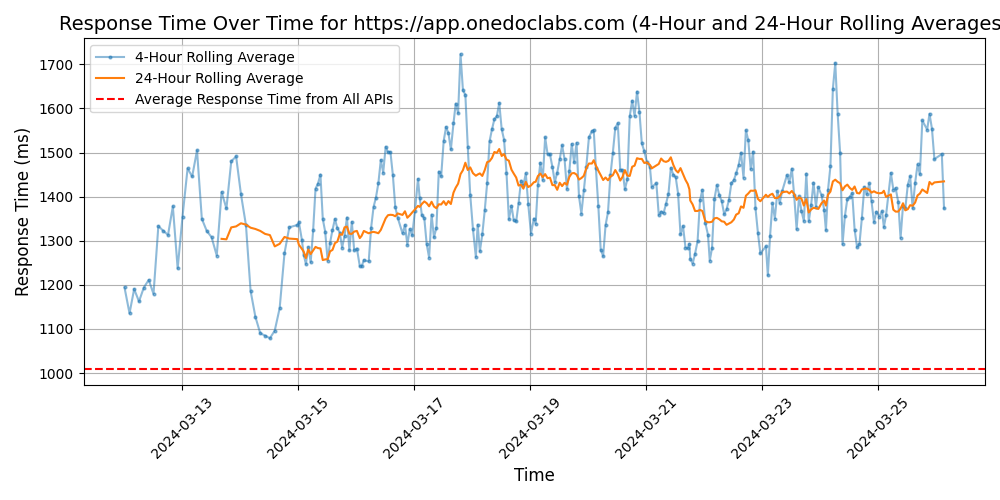 Response Time Over Time for https://app.onedoclabs.com (4-Hour and 24-Hour Rolling Averages
4-Hour Rolling Average
24-Hour Rolling Average
Average Response Time from All APIs
Response Time (ms)
1700
1600
1500
1400
1300
1200
1100
1000
2024-03-13
2024-03-15
2024-03-17
2024-03-19
2024-03-21
2024-03-23
2024-03-25
Time